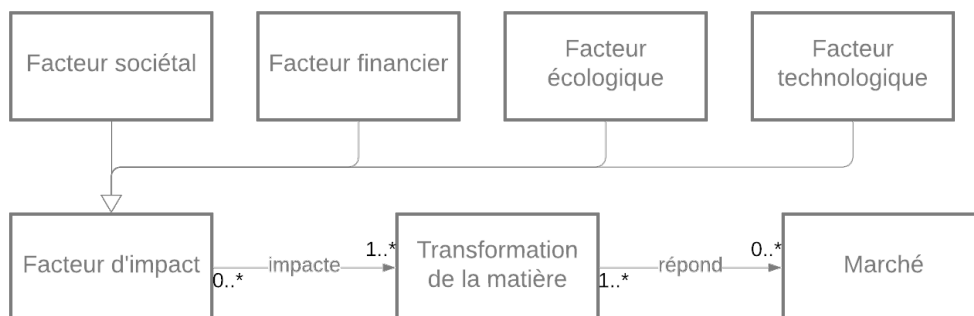 Facteur sociétal
Facteur financier
Facteur
écologique
Facteur
technologique
Facteur d'impact
0..*
impacte
1..*
Transformation
de la matière
1..*
répond
0..*
Marché